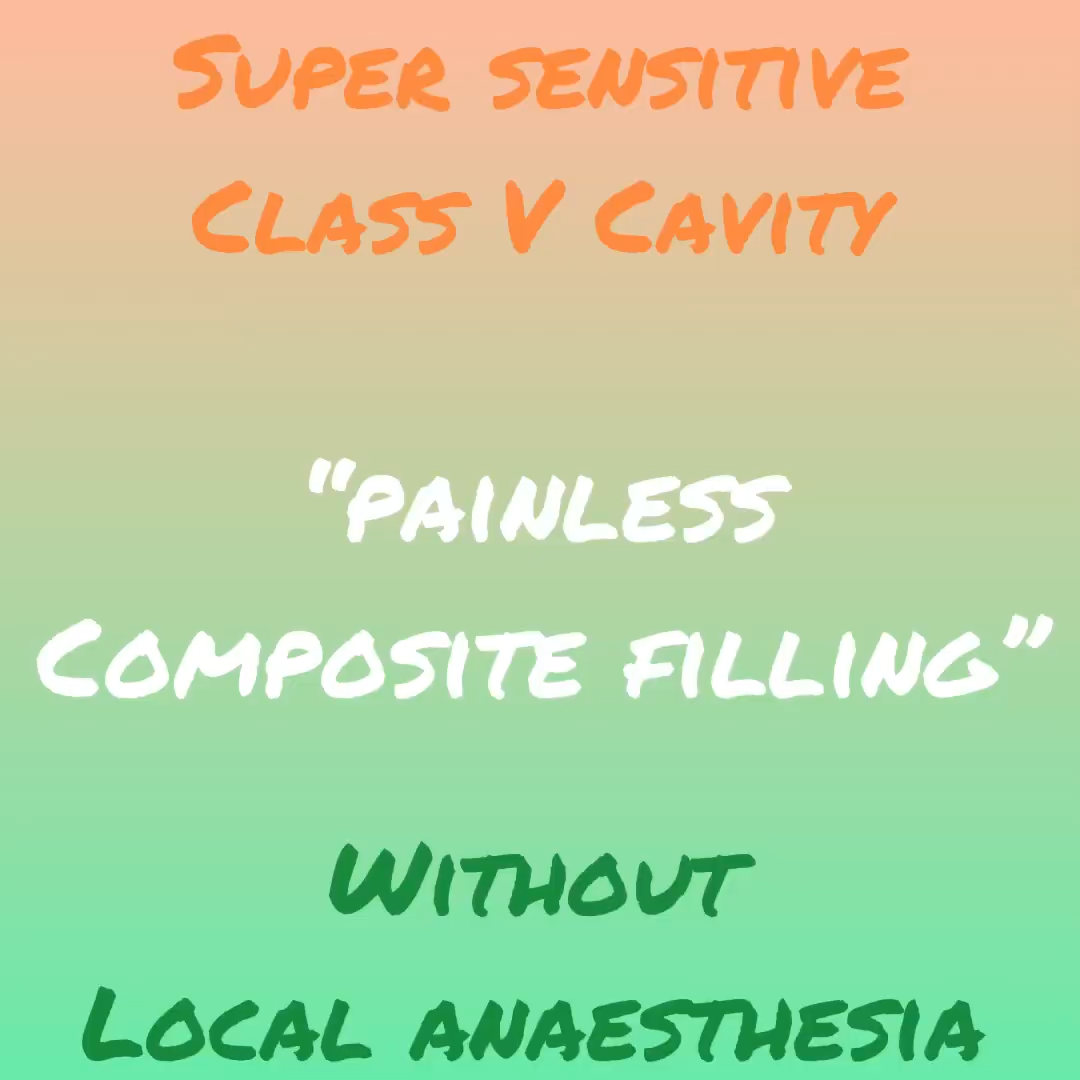 Super sensitive
Class V Cavity
"painless
Composite filling"
Without
Local anaesthesia